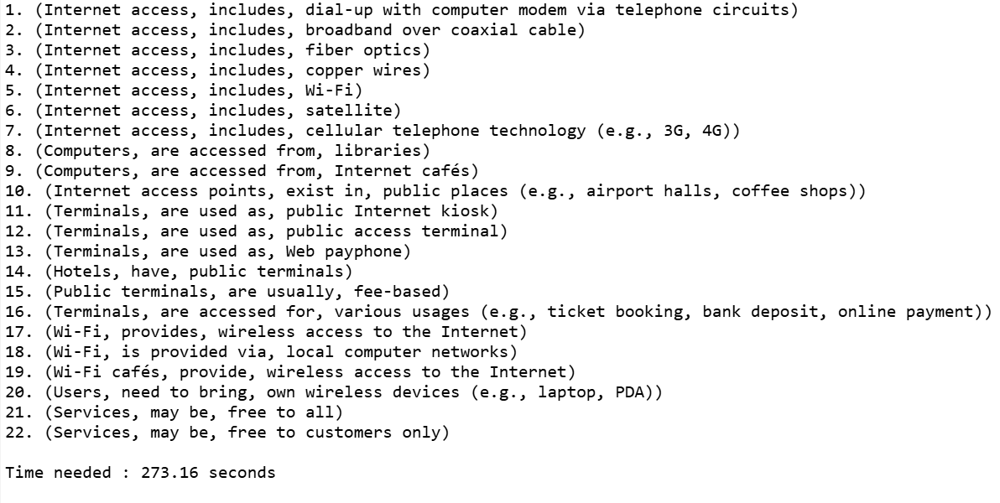 1. (Internet access, includes, dial-up with computer modem via telephone circuits)
2. (Internet access, includes, broadband over coaxial cable)
3. (Internet access, includes, fiber optics)
4. (Internet access, includes, copper wires)
5. (Internet access, includes, Wi-Fi)
6. (Internet access, includes, satellite)
7. (Internet access, includes, cellular telephone technology (e.g., 3G, 4G))
8. (Computers, are accessed from, libraries)
9. (Computers, are accessed from, Internet cafés)
10. (Internet access points, exist in, public places (e.g., airport halls, coffee shops))
11. (Terminals, are used as, public Internet kiosk)
12. (Terminals, are used as, public access terminal)
13. (Terminals, are used as, Web payphone)
14. (Hotels, have, public terminals)
15. (Public terminals, are usually, fee-based)
16. (Terminals, are accessed for, various usages (e.g., ticket booking, bank deposit, online payment))
17. (Wi-Fi, provides, wireless access to the Internet)
18. (Wi-Fi, is provided via, local computer networks)
19. (Wi-Fi cafés, provide, wireless access to the Internet)
20. (Users, need to bring, own wireless devices (e.g., laptop, PDA))
21. (Services, may be, free to all)
22. (Services, may be, free to customers only)
Time needed : 273.16 seconds